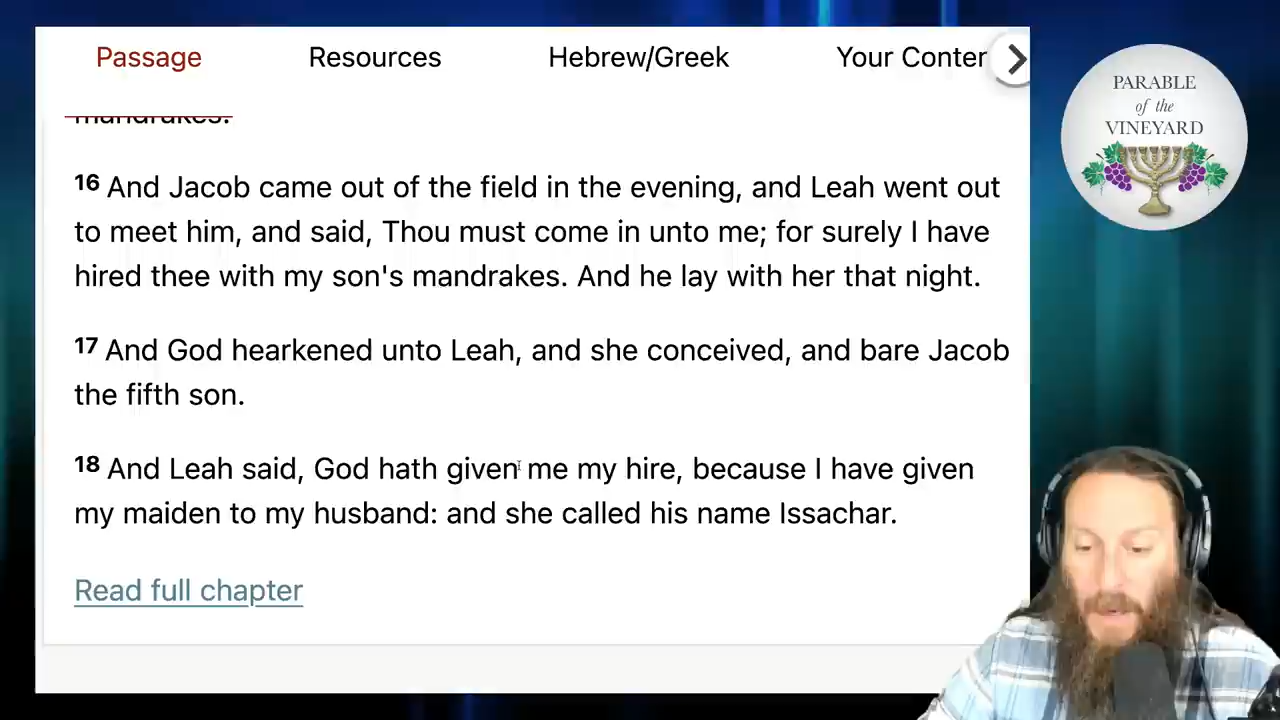 Passage
Resources
Hebrew/Greek
Your Conten
mandrakes.
16 And Jacob came out of the field in the evening, and Leah went out
to meet him, and said, Thou must come in unto me; for surely I have
hired thee with my son's mandrakes. And he lay with her that night.
17 And God hearkened unto Leah, and she conceived, and bare Jacob
the fifth son.
18 And Leah said, God hath given me my hire, because I have given
my maiden to my husband: and she called his name Issachar.
Read full chapter
PARABLE
of the
VINEYARD